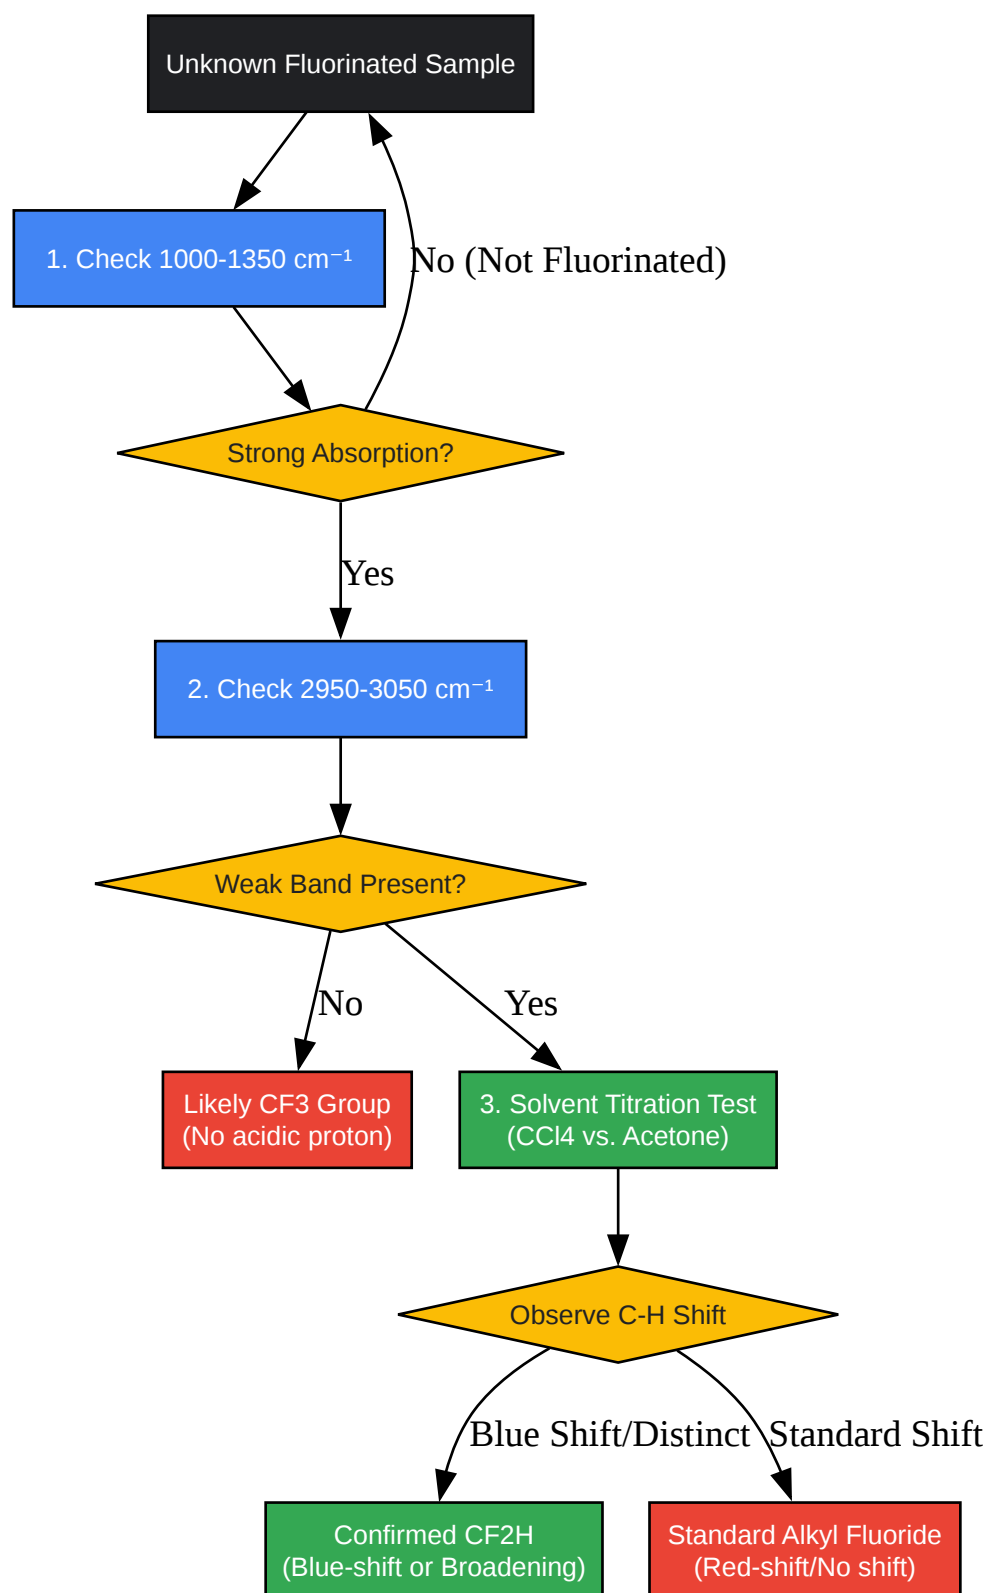 Unknown Fluorinated Sample
1. Check 1000-1350 cm⁻¹
No (Not Fluorinated)
Strong Absorption?
Yes
2. Check 2950-3050 cm⁻¹
Weak Band Present?
No
Yes
Likely CF3 Group
(No acidic proton)
3. Solvent Titration Test
(CCl4 vs. Acetone)
Observe C-H Shift
Blue Shift/Distinct
Standard Shift
Confirmed CF2H
(Blue-shift or Broadening)
Standard Alkyl Fluoride
(Red-shift/No shift)